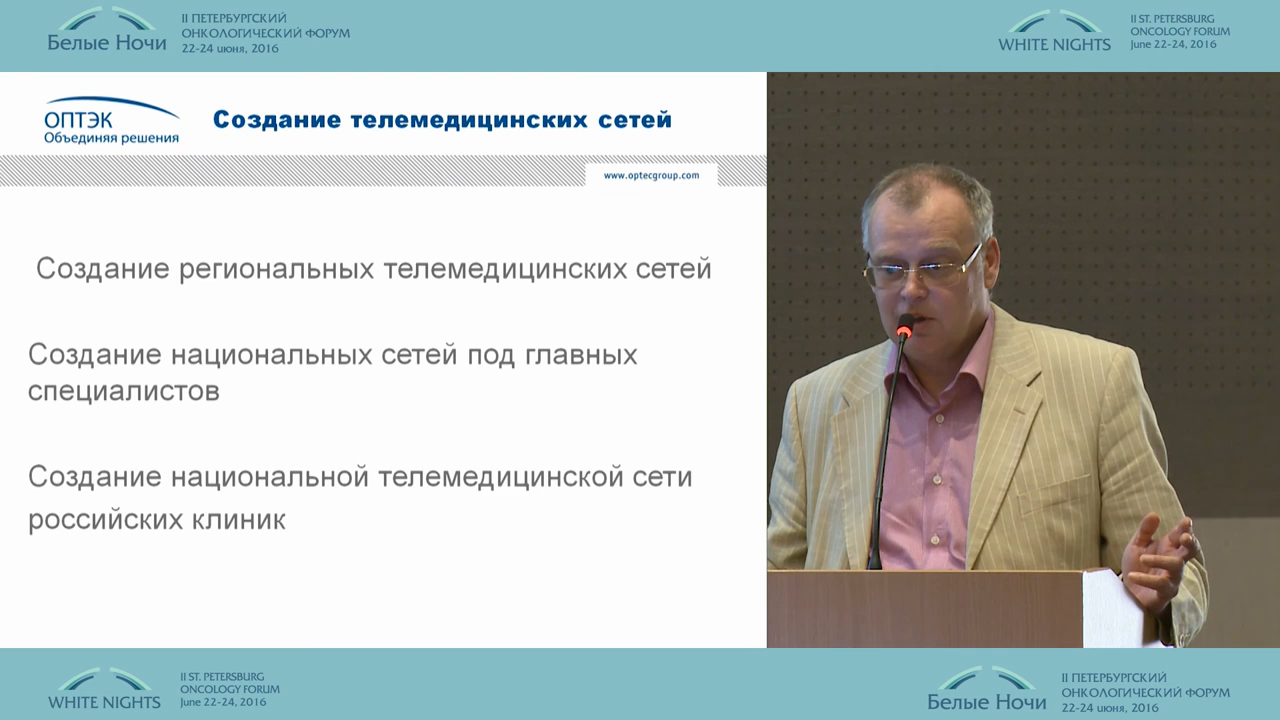 Белые Ночи
II ПЕТЕРБУРГСКИЙ
ОНКОЛОГИЧЕСКИЙ ФОРУМ
22-24 июня, 2016
WHITE NIGHTS
II ST. PETERSBURG
ONCOLOGY FORUM
June 22-24, 2016
ОПТЭК
Объединяя решения
Создание телемедицинских сетей
www.optecgroup.com
Создание региональных телемедицинских сетей
Создание национальных сетей под главных
специалистов
Создание национальной телемедицинской сети
российских клиник
WHITE NIGHTS
II ST. PETERSBURG
ONCOLOGY FORUM
June 22-24, 2016
Белые Ночи
II ПЕТЕРБУРГСКИЙ
ОНКОЛОГИЧЕСКИЙ ФОРУМ
22-24 июня, 2016